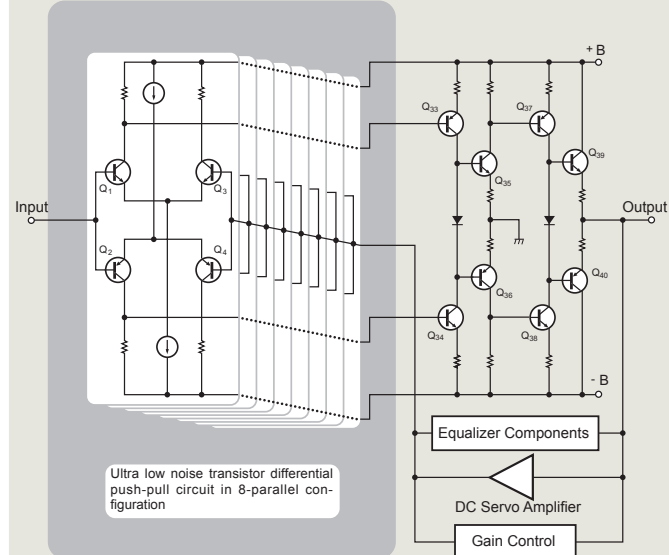 + B
Q33
Q37
Q39
Q1
Q3
Q35
Input
Output
Q2
Q4
Q36
Q40
Q34
Q38
- B
Equalizer Components
Ultra low noise transistor differential
push-pull circuit in 8-parallel con-
figuration
DC Servo Amplifier
Gain Control